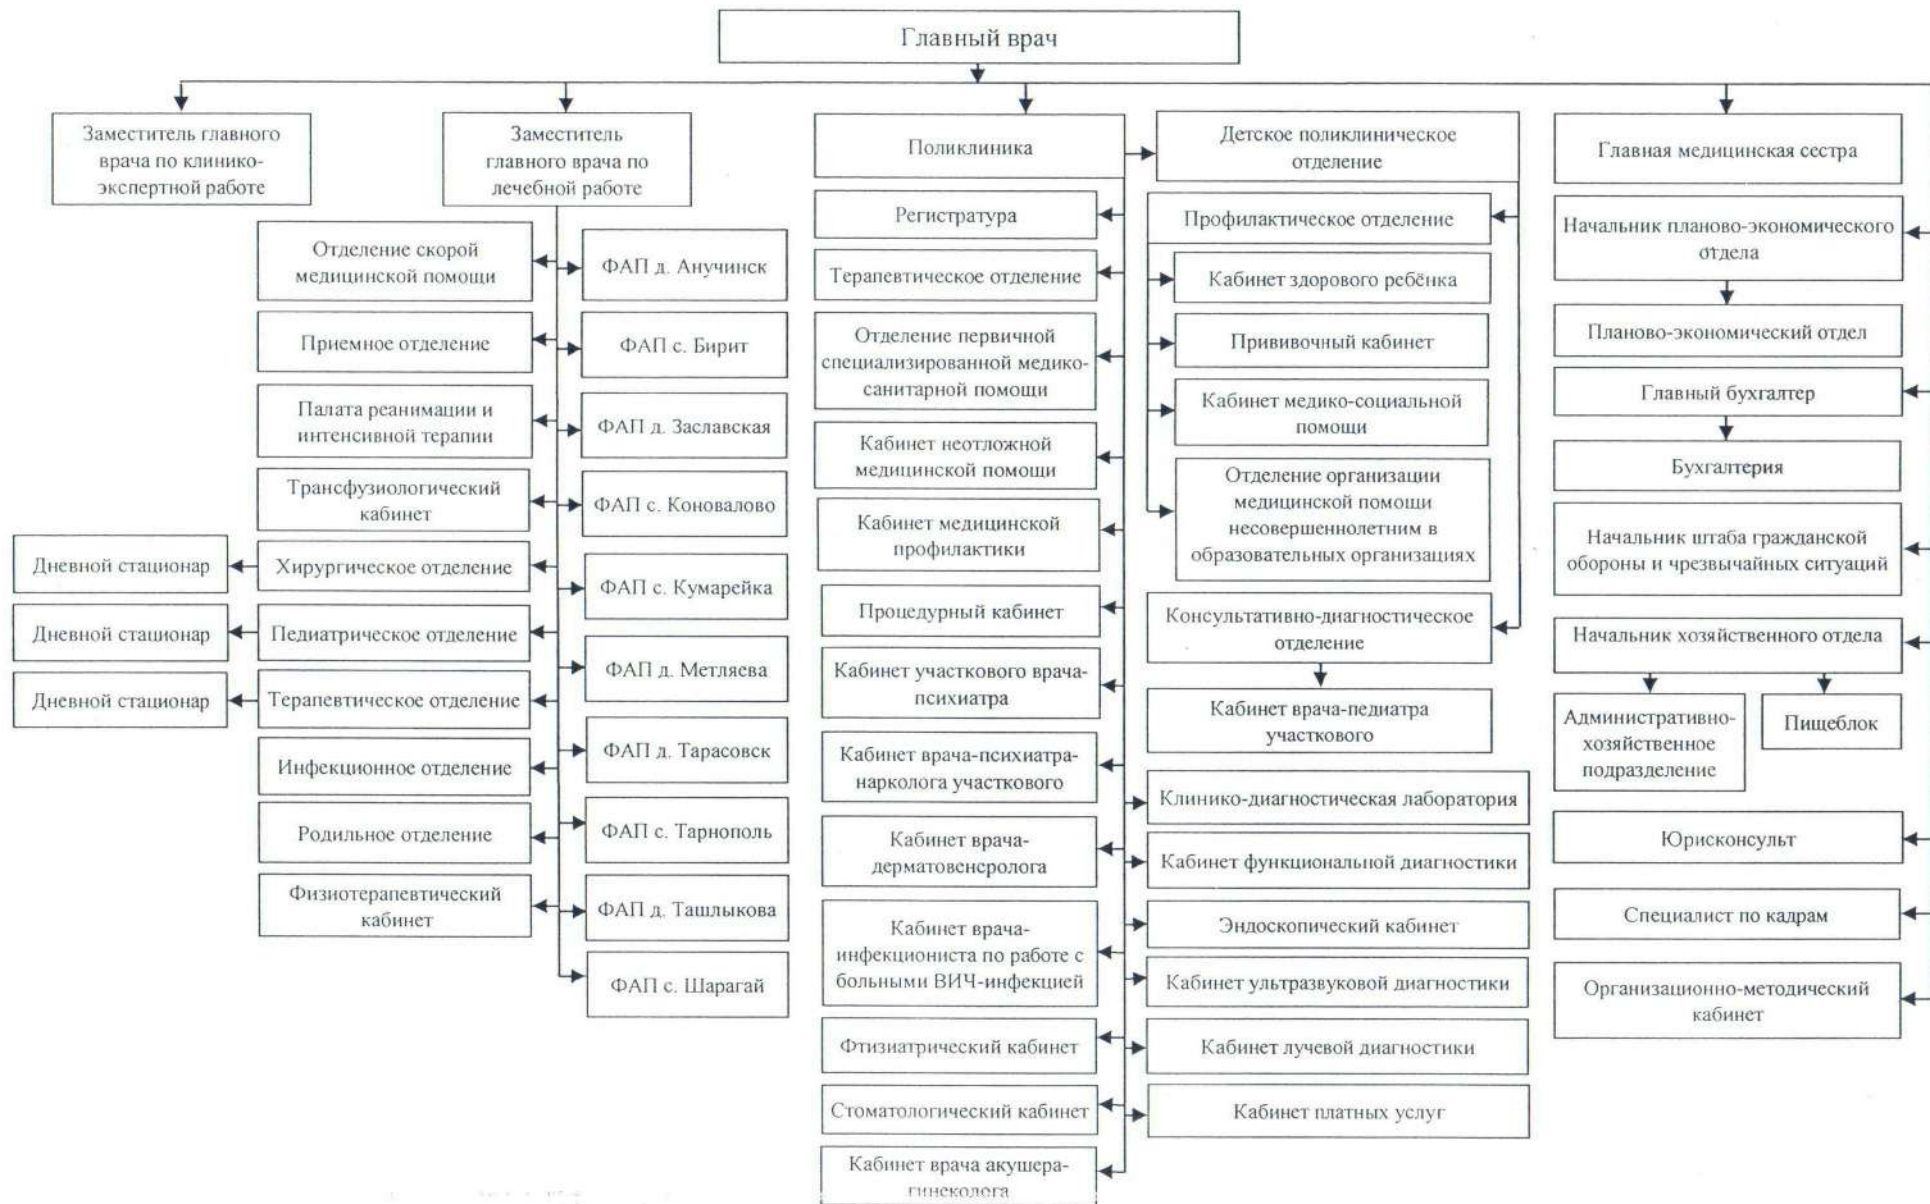 Главный врач
Заместитель главного
врача по клинико-
экспертной работе
Заместитель
главного врача по
лечебной работе
Отделение скорой
медицинской помощи
Приемное отделение
Палата реанимации и
интенсивной терапии
Трансфузиологический
кабинет
Хирургическое отделение
Дневной стационар
Педиатрическое отделение
Дневной стационар
Терапевтическое отделение
Дневной стационар
Инфекционное отделение
Родильное отделение
Физиотерапевтический
кабинет
ФАП д. Анучинск
ФАП с. Бирит
ФАП д. Заславская
ФАП с. Коновалово
ФАП с. Кумарейка
ФАП д. Метляева
ФАП д. Тарасовск
ФАП с. Тарнополь
ФАП д. Ташлыкова
ФАП с. Шарагай
Поликлиника
Регистратура
Терапевтическое отделение
Отделение первичной
специализированной медико-
санитарной помощи
Кабинет неотложной
медицинской помощи
Кабинет медицинской
профилактики
Процедурный кабинет
Кабинет участкового врача-
психиатра
Кабинет врача-психиатра-
нарколога участкового
Кабинет врача-
дерматовенеролога
Кабинет врача-
инфекциониста по работе с
больными ВИЧ-инфекцией
Фтизиатрический кабинет
Стоматологический кабинет
Кабинет врача акушера-
гинеколога
Детское поликлиническое
отделение
Профилактическое отделение
Кабинет здорового ребёнка
Прививочный кабинет
Кабинет медико-социальной
помощи
Отделение организации
медицинской помощи
несовершеннолетним в
образовательных организациях
Консультативно-диагностическое
отделение
Кабинет врача-педиатра
участкового
Клинико-диагностическая лаборатория
Кабинет функциональной диагностики
Эндоскопический кабинет
Кабинет ультразвуковой диагностики
Кабинет лучевой диагностики
Кабинет платных услуг
Главная медицинская сестра
Начальник планово-экономического
отдела
Планово-экономический отдел
Главный бухгалтер
Бухгалтерия
Начальник штаба гражданской
обороны и чрезвычайных ситуаций
Начальник хозяйственного отдела
Административно-
хозяйственное
подразделение
Пищеблок
Юрисконсульт
Специалист по кадрам
Организационно-методический
кабинет